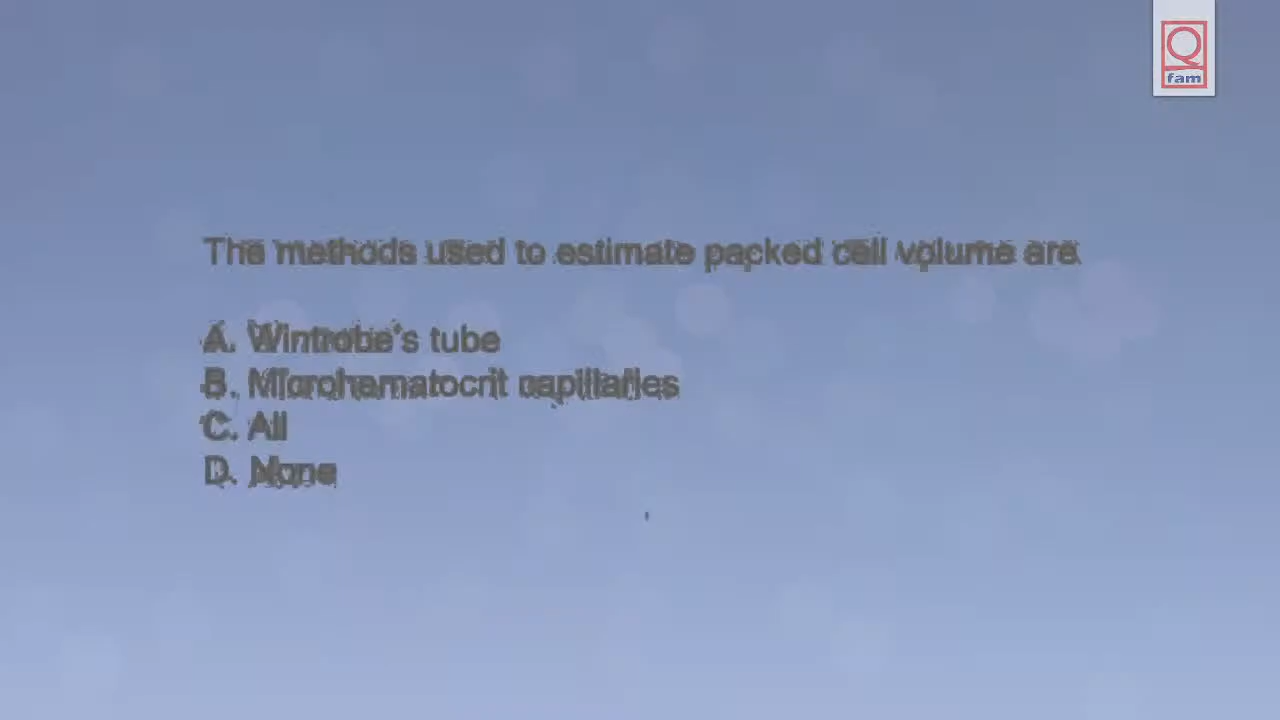 Q
fam
The methods used to estimate packed cell volume are
A. Wintrobe's tube
B. Microhematocrit capillaries
C. All
D. None